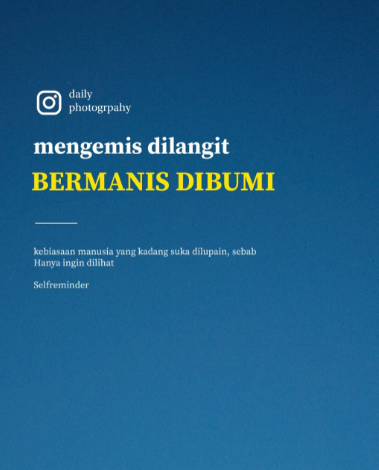 daily
photogrpahy
mengemis dilangit
BERMANIS DIBUMI
kebiasaan manusia yang kadang suka dilupain, sebab
Hanya ingin dilihat
Selfreminder